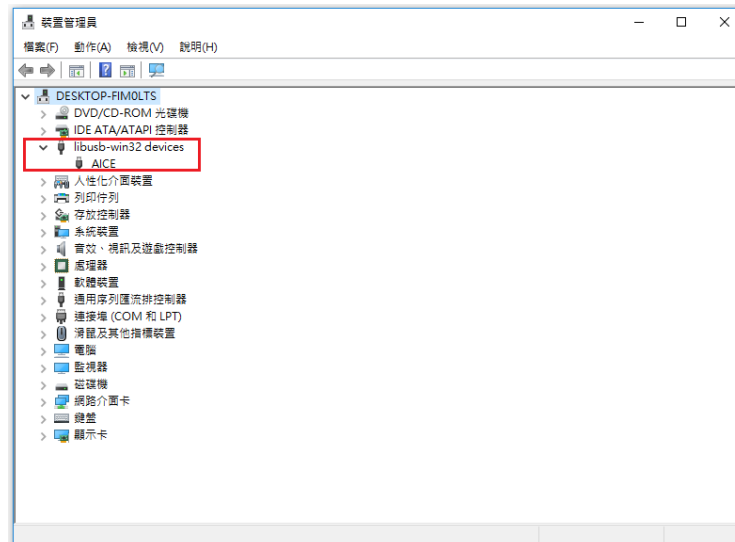 裝置管理員
檔案(F) 動作(A) 檢視(V) 說明(H)
DESKTOP-FIM0LTS
DVD/CD-ROM 光碟機
IDE ATA/ATAPI 控制器
libusb-win32 devices
AICE
人性化介面裝置
列印佇列
存放控制器
系統裝置
音效、視訊及遊戲控制器
處理器
軟體裝置
通用序列匯流排控制器
連接埠 (COM 和 LPT)
滑鼠及其他指標裝置
電腦
監視器
磁碟機
網路介面卡
鍵盤
顯示卡